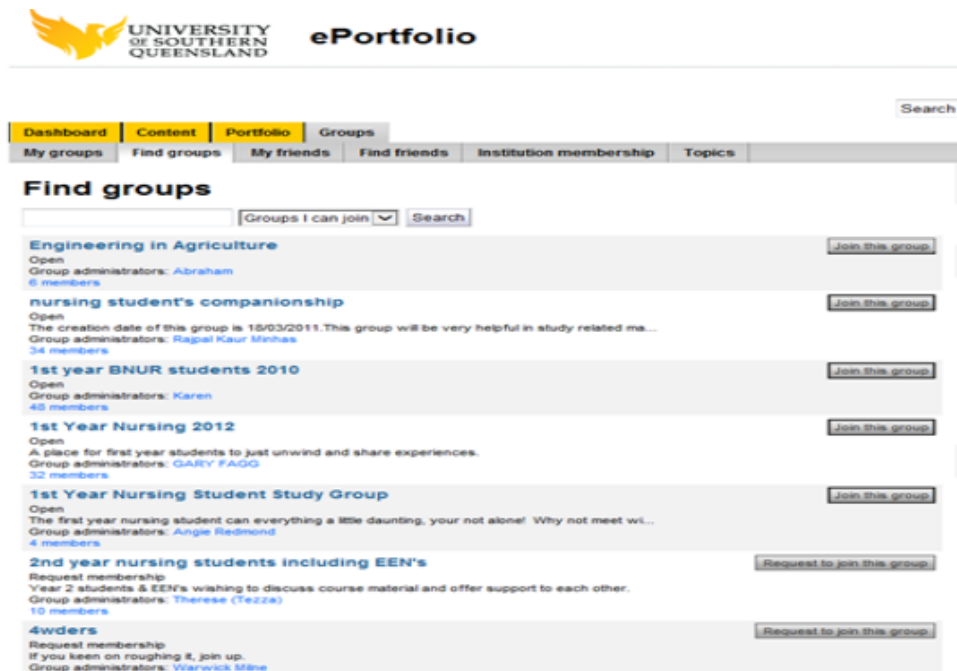 UNIVERSITY
OF SOUTHERN
QUEENSLAND
ePortfolio
Search
Dashboard Content Portfolio Groups
My groups Find groups My friends Find friends Institution membership Topics
Find groups
Groups I can join Search
Engineering in Agriculture Join this group
Open
Group administrators: Abraham
6 members
nursing student's companionship Join this group
Open
The creation date of this group is 18/03/2011.This group will be very helpful in study related ma...
Group administrators: Rajpal Kaur Minhas
34 members
1st year BNUR students 2010 Join this group
Open
Group administrators: Karen
48 members
1st Year Nursing 2012 Join this group
Open
A place for first year students to just unwind and share experiences.
Group administrators: GARY FAGG
32 members
1st Year Nursing Student Study Group Join this group
Open
The first year nursing student can everything a little daunting, your not alone! Why not meet wi...
Group administrators: Angie Redmond
4 members
2nd year nursing students including EEN's Request to join this group
Request membership
Year 2 students & EEN's wishing to discuss course material and offer support to each other.
Group administrators: Therese (Tezza)
10 members
4wders Request to join this group
Request membership
If you keen on roughing it, join up.
Group administrators: Warwick Milne